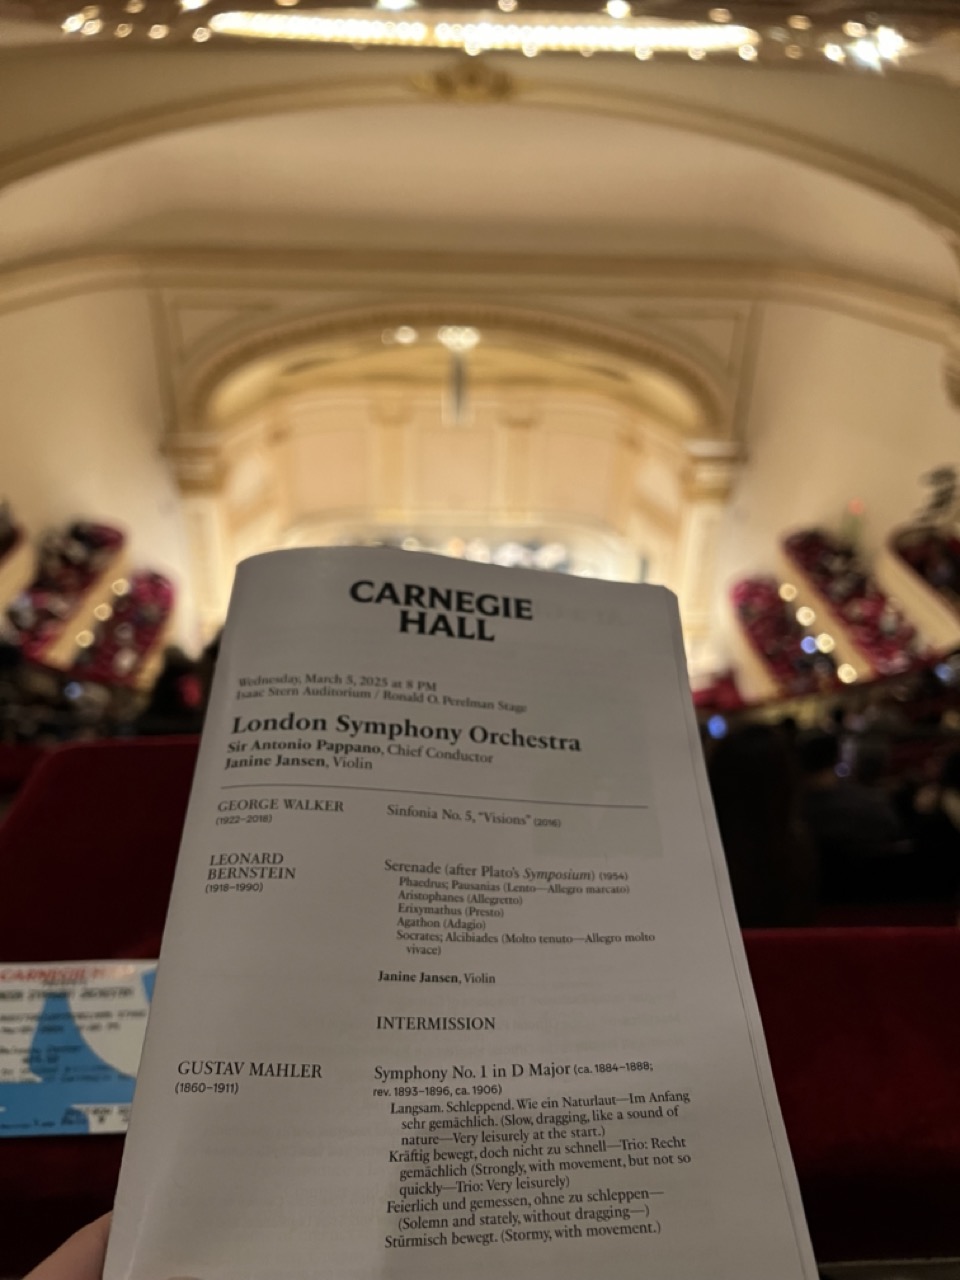 CARNEGIE
HALL
Wednesday, March 5, 2025 at 8 PM
Isaac Stern Auditorium / Ronald O. Perelman Stage
London Symphony Orchestra
Sir Antonio Pappano, Chief Conductor
Janine Jansen, Violin
GEORGE WALKER
(1922–2018)
Sinfonia No. 5, “Visions” (2016)
LEONARD
BERNSTEIN
(1918–1990)
Serenade (after Plato’s Symposium) (1954)
Phaedrus; Pausanias (Lento—Allegro marcato)
Aristophanes (Allegretto)
Erixymathus (Presto)
Agathon (Adagio)
Socrates; Alcibiades (Molto tenuto—Allegro molto
vivace)
Janine Jansen, Violin
INTERMISSION
GUSTAV MAHLER
(1860–1911)
Symphony No. 1 in D Major (ca. 1884–1888;
rev. 1893–1896, ca. 1906)
Langsam. Schleppend. Wie ein Naturlaut—Im Anfang
sehr gemächlich. (Slow, dragging, like a sound of
nature—Very leisurely at the start.)
Kräftig bewegt, doch nicht zu schnell—Trio: Recht
gemächlich (Strongly, with movement, but not so
quickly—Trio: Very leisurely)
Feierlich und gemessen, ohne zu schleppen—
(Solemn and stately, without dragging—)
Stürmisch bewegt. (Stormy, with movement.)
CARNEGIE H